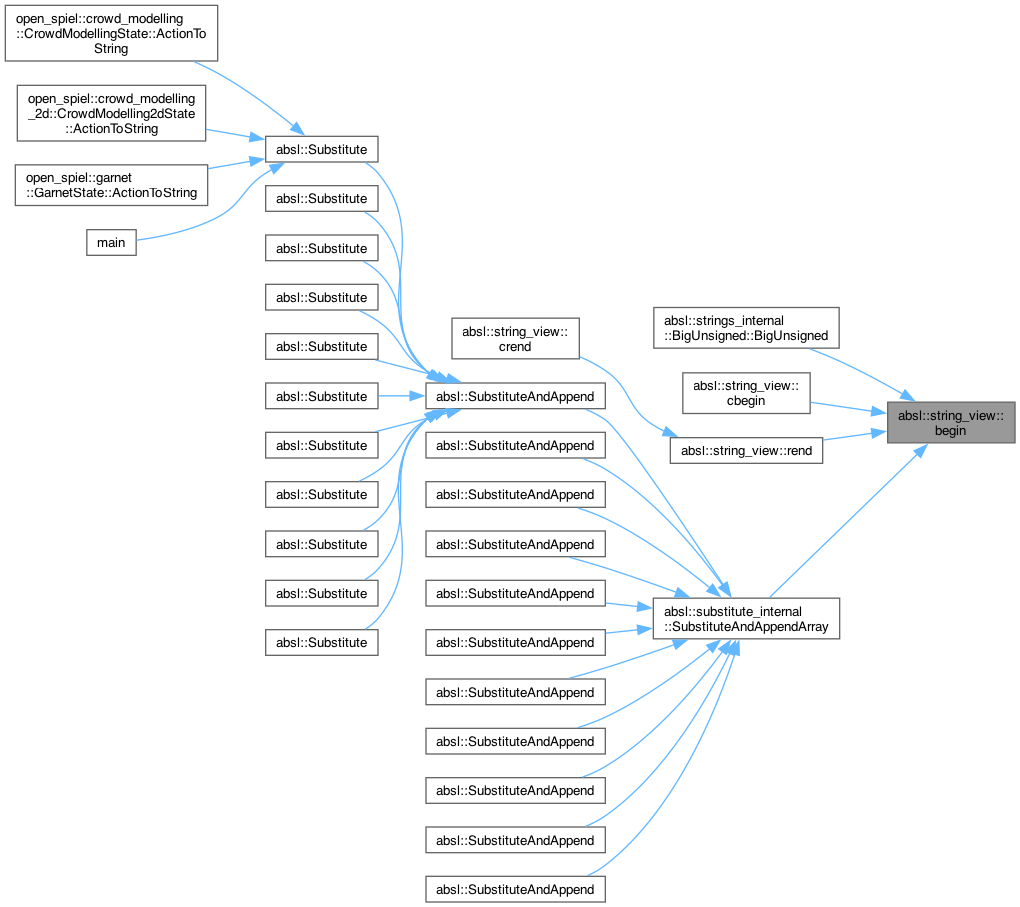 open_spiel::crowd_modelling
::CrowdModellingState::ActionTo
String
open_spiel::crowd_modelling
_2d::CrowdModelling2dState
::ActionToString
open_spiel::garnet
::GarnetState::ActionToString
main
absl::Substitute
absl::Substitute
absl::Substitute
absl::Substitute
absl::Substitute
absl::Substitute
absl::Substitute
absl::Substitute
absl::Substitute
absl::Substitute
absl::Substitute
absl::string_view::
crend
absl::SubstituteAndAppend
absl::SubstituteAndAppend
absl::SubstituteAndAppend
absl::SubstituteAndAppend
absl::SubstituteAndAppend
absl::SubstituteAndAppend
absl::SubstituteAndAppend
absl::SubstituteAndAppend
absl::SubstituteAndAppend
absl::SubstituteAndAppend
absl::SubstituteAndAppend
absl::strings_internal
::BigUnsigned::BigUnsigned
absl::string_view::
cbegin
absl::string_view::rend
absl::substitute_internal
::SubstituteAndAppendArray
absl::string_view::
begin